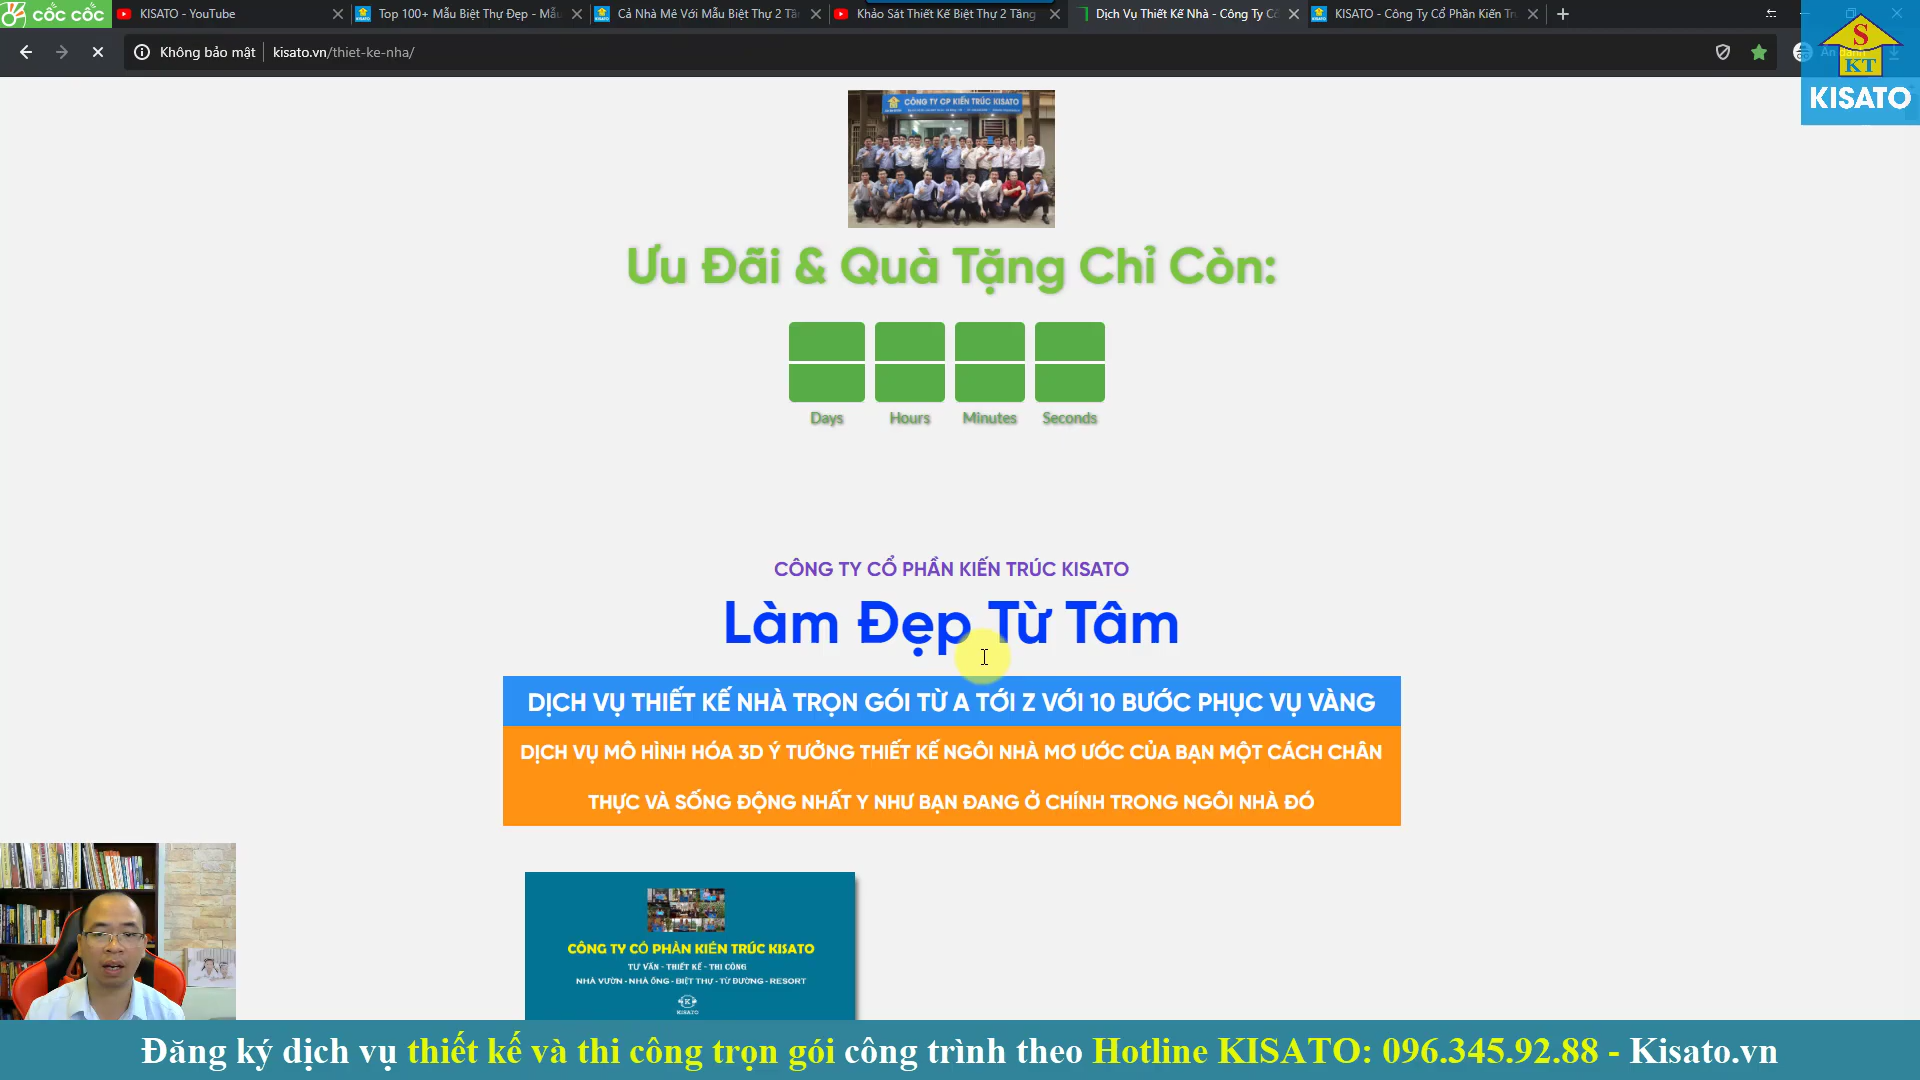 cốc cốc
KISATO - YouTube
Top 100+ Mẫu Biệt Thự Đẹp - Mẫu
Cả Nhà Mê Với Mẫu Biệt Thự 2 Tầ
Khảo Sát Thiết Kế Biệt Thự 2 Tầng
Dịch Vụ Thiết Kế Nhà - Công Ty Cổ
KISATO - Công Ty Cổ Phần Kiến Tr
Không bảo mật
kisato.vn/thiet-ke-nha/
Ẩn danh
S
KT
KISATO
CÔNG TY CP KIẾN TRÚC KISATO
Ưu Đãi & Quà Tặng Chỉ Còn:
Days
Hours
Minutes
Seconds
CÔNG TY CỔ PHẦN KIẾN TRÚC KISATO
Làm Đẹp Từ Tâm
DỊCH VỤ THIẾT KẾ NHÀ TRỌN GÓI TỪ A TỚI Z VỚI 10 BƯỚC PHỤC VỤ VÀNG
DỊCH VỤ MÔ HÌNH HÓA 3D Ý TƯỞNG THIẾT KẾ NGÔI NHÀ MƠ ƯỚC CỦA BẠN MỘT CÁCH CHÂN
THỰC VÀ SỐNG ĐỘNG NHẤT Y NHƯ BẠN ĐANG Ở CHÍNH TRONG NGÔI NHÀ ĐÓ
CÔNG TY CỔ PHẦN KIẾN TRÚC KISATO
TƯ VẤN - THIẾT KẾ - THI CÔNG
NHÀ VƯỜN - NHÀ ỐNG - BIỆT THỰ - TỪ ĐƯỜNG - RESORT
K
KISATO
Đăng ký dịch vụ thiết kế và thi công trọn gói công trình theo Hotline KISATO: 096.345.92.88 - Kisato.vn